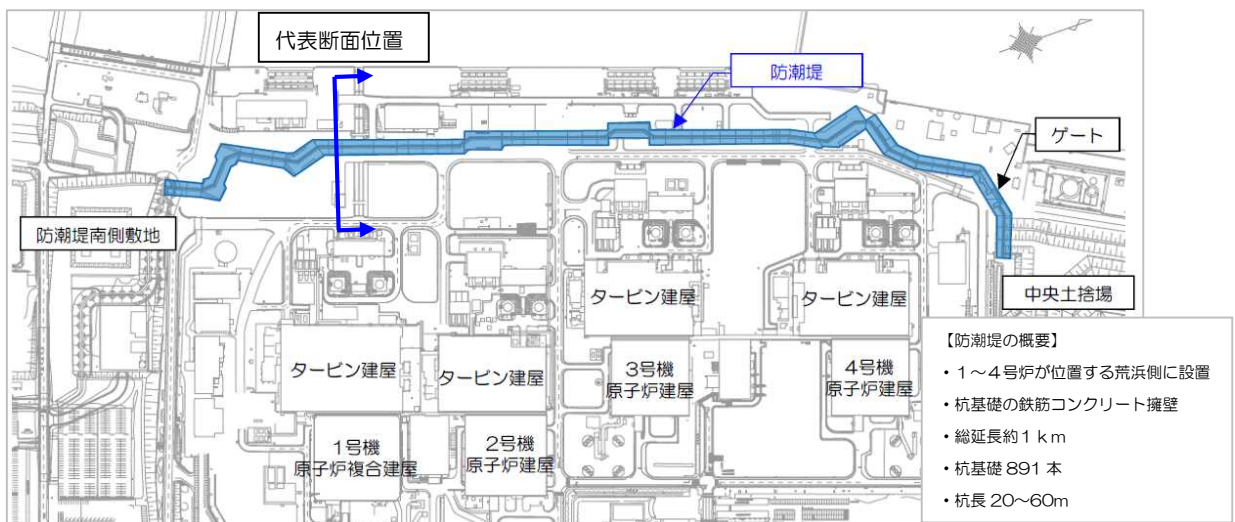 代表断面位置
防潮堤
ゲート
防潮堤南側敷地
タービン建屋
タービン建屋
中央土捨場
タービン建屋
タービン建屋
3号機
原子炉建屋
4号機
原子炉建屋
1号機
原子炉複合建屋
2号機
原子炉建屋
【防潮堤の概要】
・1～4号炉が位置する荒浜側に設置
・杭基礎の鉄筋コンクリート擁壁
・総延長約1km
・杭基礎 891 本
・杭長 20～60m